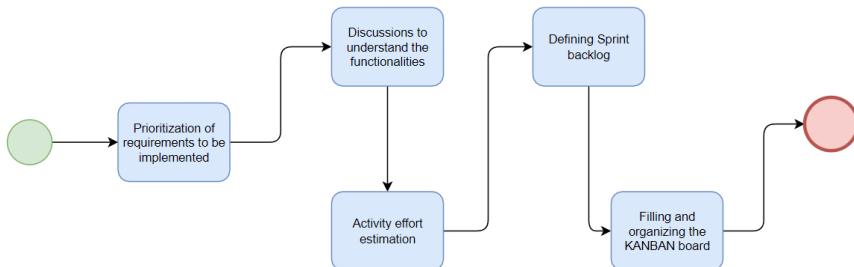 Prioritization of
requirements to be
implemented
Discussions to
understand the
functionalities
Activity effort
estimation
Defining Sprint
backlog
Filling and
organizing the
KANBAN board